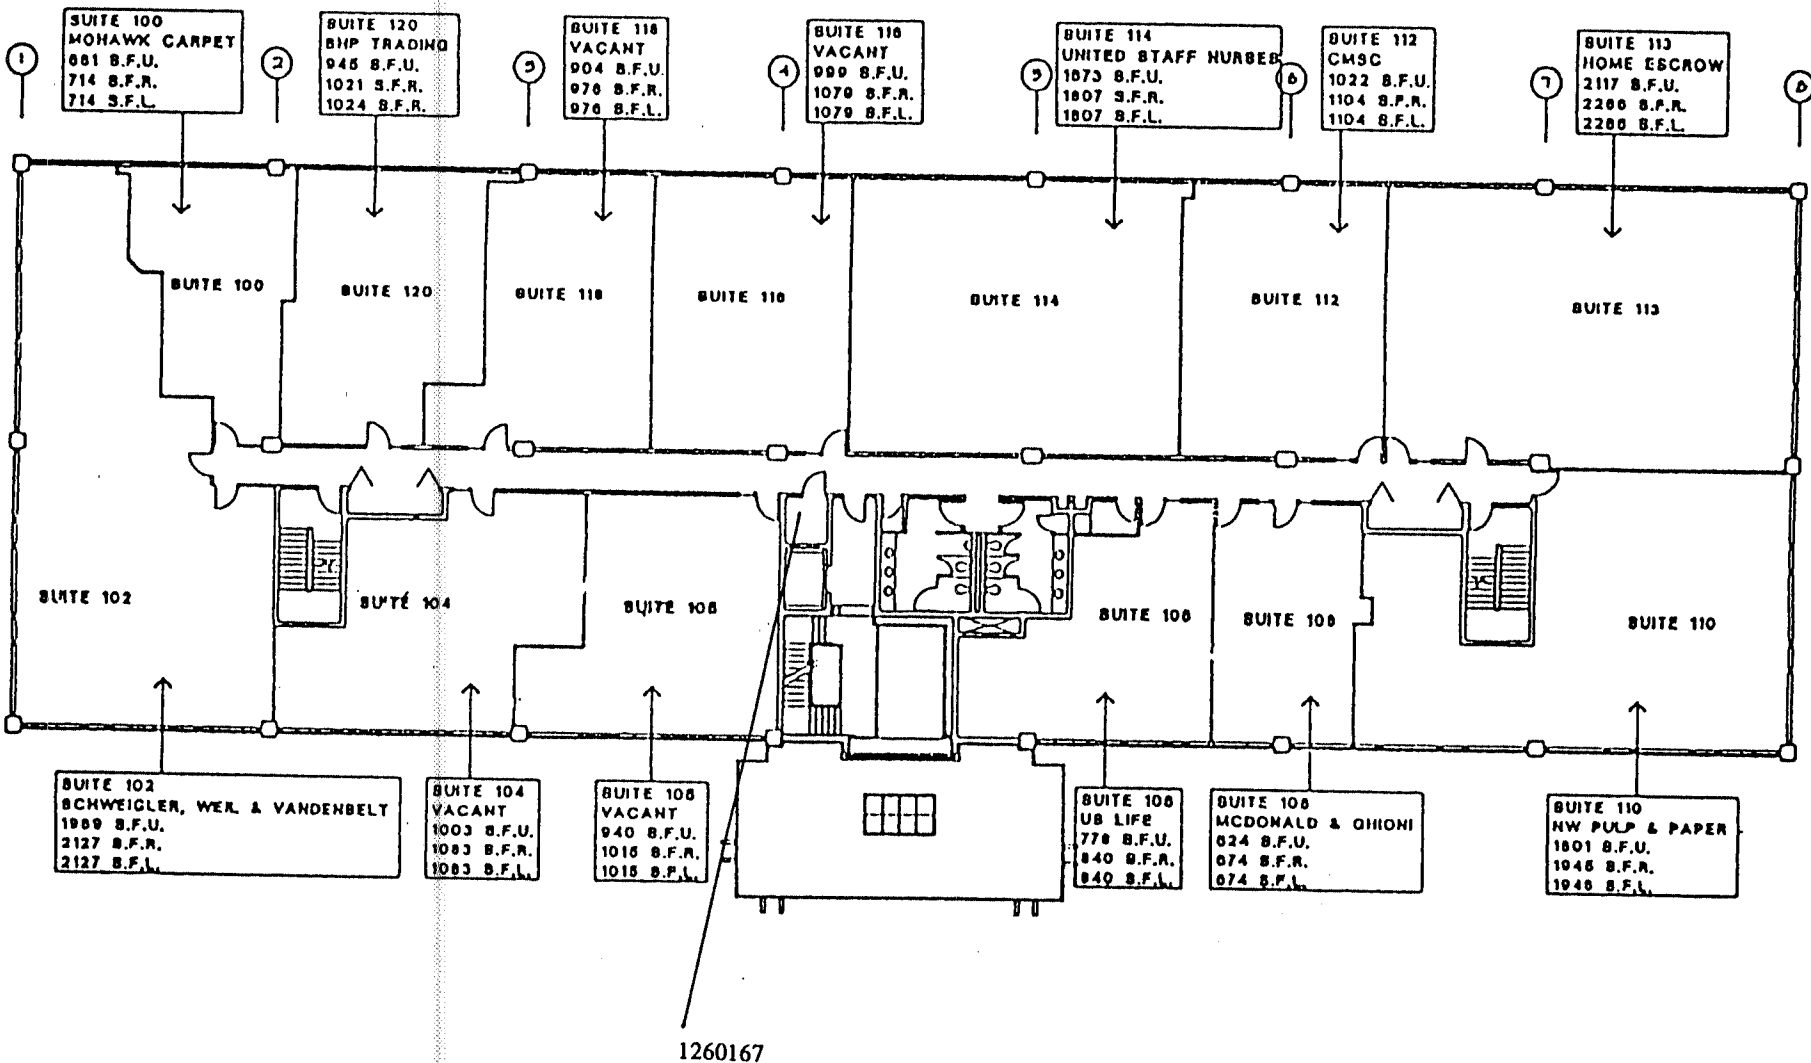 1
SUITE 100
MOHAWK CARPET
661 S.F.U.
714 S.F.R.
714 S.F.L.
2
SUITE 120
BHP TRADING
945 S.F.U.
1021 S.F.R.
1024 S.F.R.
3
SUITE 118
VACANT
904 S.F.U.
976 S.F.R.
976 S.F.L.
4
SUITE 116
VACANT
999 S.F.U.
1079 S.F.R.
1079 S.F.L.
5
SUITE 114
UNITED STAFF NURSES
1673 S.F.U.
1807 S.F.R.
1807 S.F.L.
6
SUITE 112
CMSC
1022 S.F.U.
1104 S.F.R.
1104 S.F.L.
7
SUITE 113
HOME ESCROW
2117 S.F.U.
2286 S.F.R.
2286 S.F.L.
8
SUITE 100
SUITE 120
SUITE 118
SUITE 116
SUITE 114
SUITE 112
SUITE 113
SUITE 102
SUITE 104
SUITE 105
SUITE 106
SUITE 108
SUITE 110
SUITE 102
SCHWEIGLER, WEIL & VANDENBELT
1969 S.F.U.
2127 S.F.R.
2127 S.F.L.
SUITE 104
VACANT
1003 S.F.U.
1083 S.F.R.
1083 S.F.L.
SUITE 105
VACANT
940 S.F.U.
1015 S.F.R.
1015 S.F.L.
SUITE 106
US LIFE
778 S.F.U.
840 S.F.R.
840 S.F.L.
SUITE 108
MCDONALD & GHIONI
624 S.F.U.
674 S.F.R.
674 S.F.L.
SUITE 110
NW PULP & PAPER
1801 S.F.U.
1945 S.F.R.
1945 S.F.L.
1260167